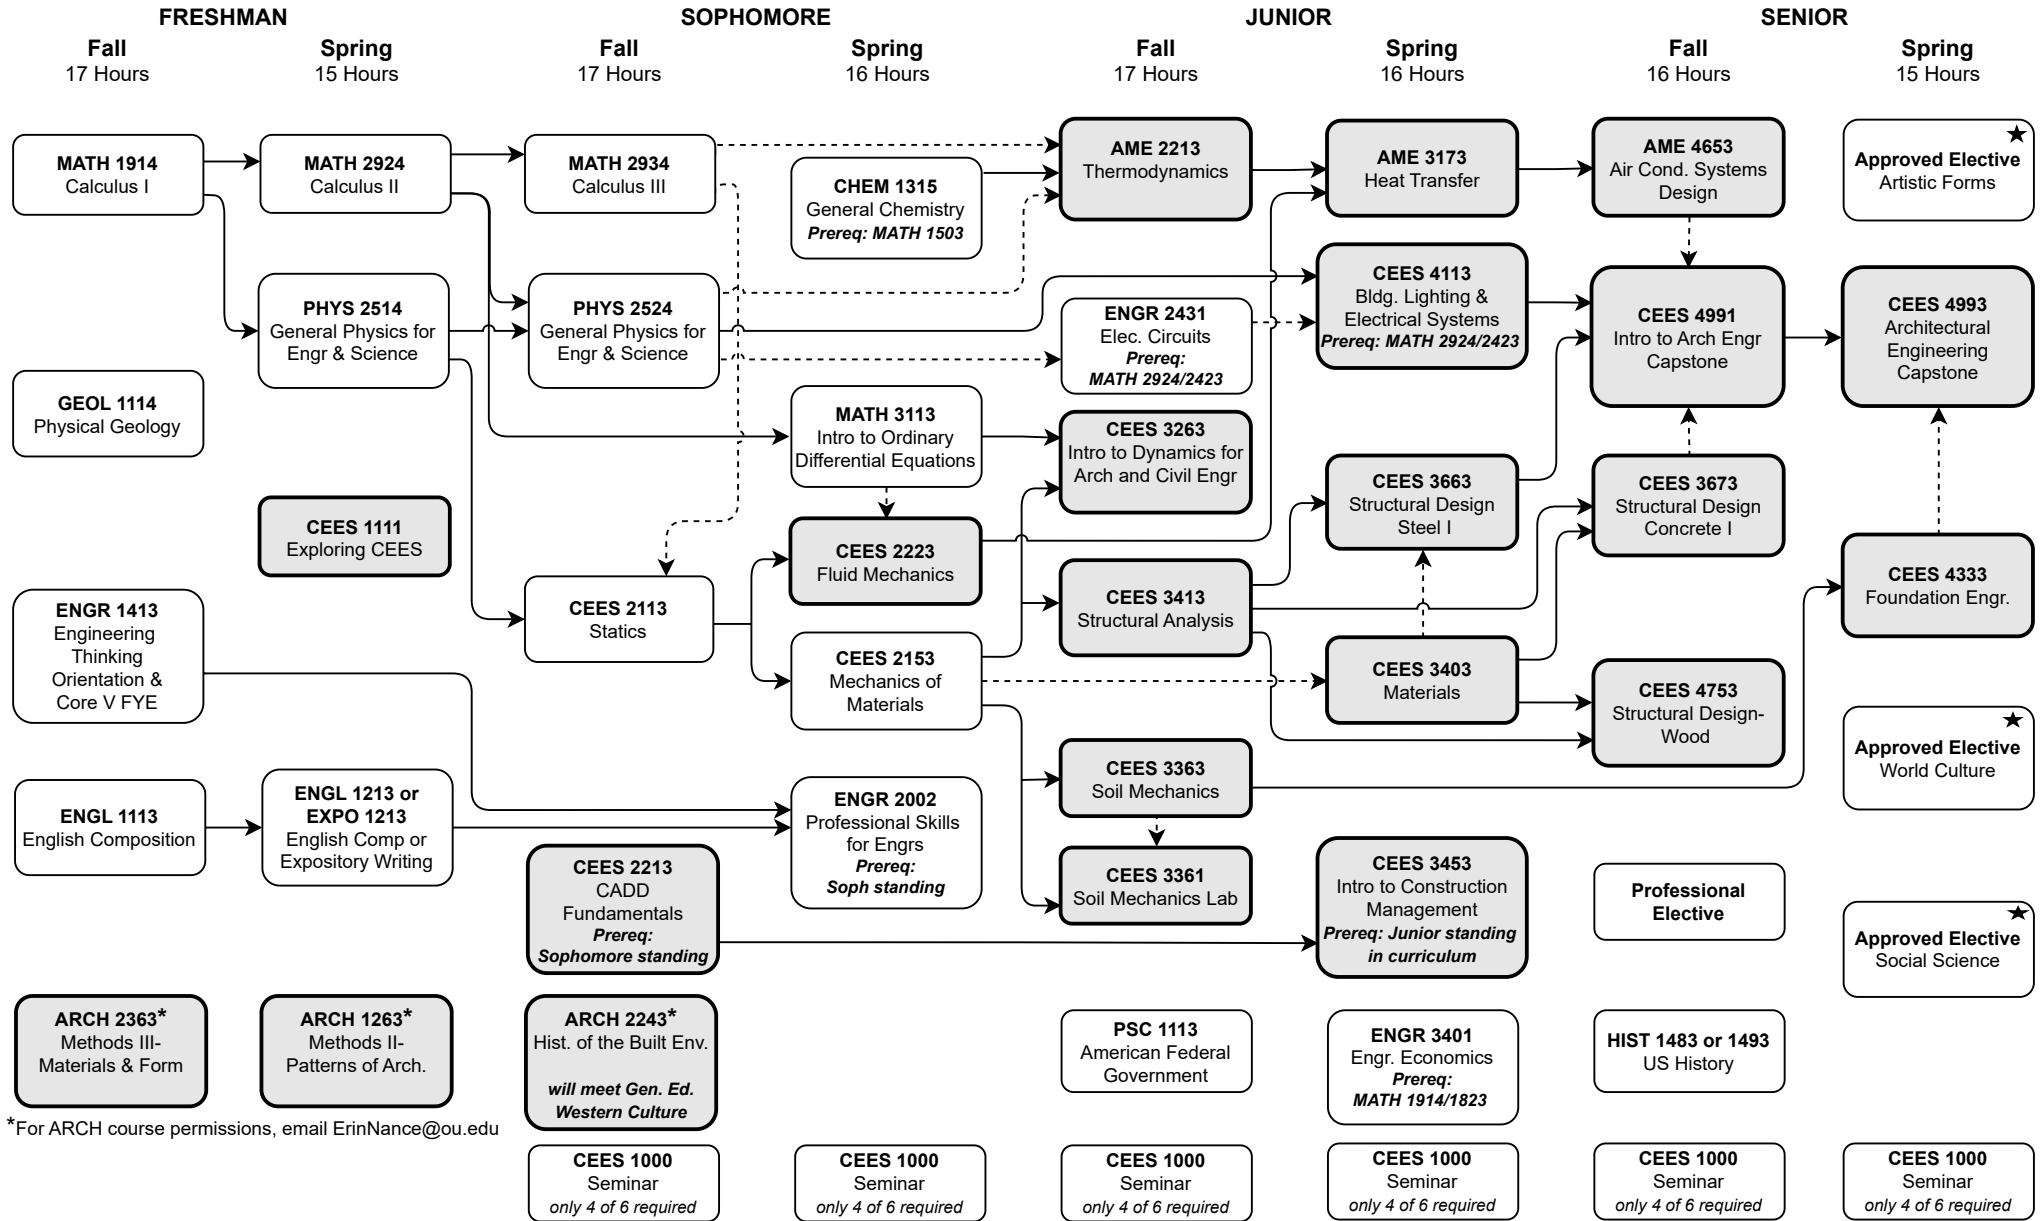 FRESHMAN
SOPHOMORE
JUNIOR
SENIOR
Fall
17 Hours
Spring
15 Hours
Fall
17 Hours
Spring
16 Hours
Fall
17 Hours
Spring
16 Hours
Fall
16 Hours
Spring
15 Hours
MATH 1914
Calculus I
GEOL 1114
Physical Geology
ENGR 1413
Engineering
Thinking
Orientation &
Core V FYE
ENGL 1113
English Composition
ARCH 2363*
Methods III-
Materials & Form
MATH 2924
Calculus II
PHYS 2514
General Physics for
Engr & Science
CEES 1111
Exploring CEES
ENGL 1213 or
EXPO 1213
English Comp or
Expository Writing
ARCH 1263*
Methods II-
Patterns of Arch.
*For ARCH course permissions, email ErinNance@ou.edu
MATH 2934
Calculus III
PHYS 2524
General Physics for
Engr & Science
CEES 2113
Statics
CEES 2213
CADD
Fundamentals
Prereq:
Sophomore standing
ARCH 2243*
Hist. of the Built Env.
will meet Gen. Ed.
Western Culture
CEES 1000
Seminar
only 4 of 6 required
CHEM 1315
General Chemistry
Prereq: MATH 1503
MATH 3113
Intro to Ordinary
Differential Equations
CEES 2223
Fluid Mechanics
CEES 2153
Mechanics of
Materials
ENGR 2002
Professional Skills
for Engrs
Prereq:
Soph standing
CEES 1000
Seminar
only 4 of 6 required
AME 2213
Thermodynamics
ENGR 2431
Elec. Circuits
Prereq:
MATH 2924/2423
CEES 3263
Intro to Dynamics for
Arch and Civil Engr
CEES 3413
Structural Analysis
CEES 3363
Soil Mechanics
CEES 3361
Soil Mechanics Lab
PSC 1113
American Federal
Government
CEES 1000
Seminar
only 4 of 6 required
AME 3173
Heat Transfer
CEES 4113
Bldg. Lighting &
Electrical Systems
Prereq: MATH 2924/2423
CEES 3663
Structural Design
Steel I
CEES 3403
Materials
CEES 3453
Intro to Construction
Management
Prereq: Junior standing
in curriculum
ENGR 3401
Engr. Economics
Prereq:
MATH 1914/1823
CEES 1000
Seminar
only 4 of 6 required
AME 4653
Air Cond. Systems
Design
CEES 4991
Intro to Arch Engr
Capstone
CEES 3673
Structural Design
Concrete I
CEES 4753
Structural Design-
Wood
Professional
Elective
HIST 1483 or 1493
US History
CEES 1000
Seminar
only 4 of 6 required
Approved Elective
Artistic Forms
CEES 4993
Architectural
Engineering
Capstone
CEES 4333
Foundation Engr.
Approved Elective
World Culture
Approved Elective
Social Science
CEES 1000
Seminar
only 4 of 6 required